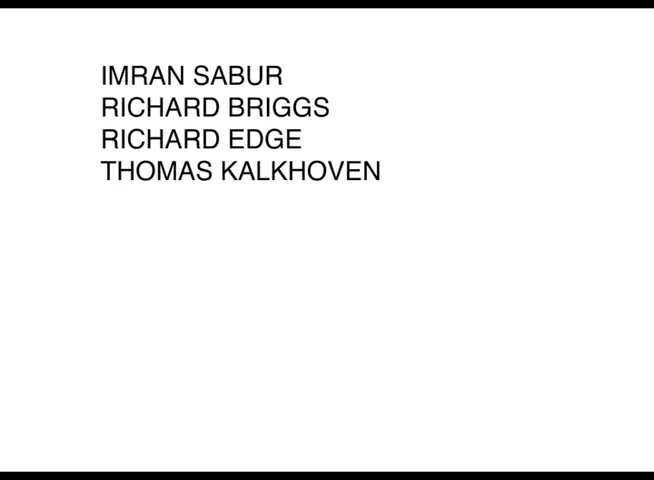 IMRAN SABUR
RICHARD BRIGGS
RICHARD EDGE
THOMAS KALKHOVEN